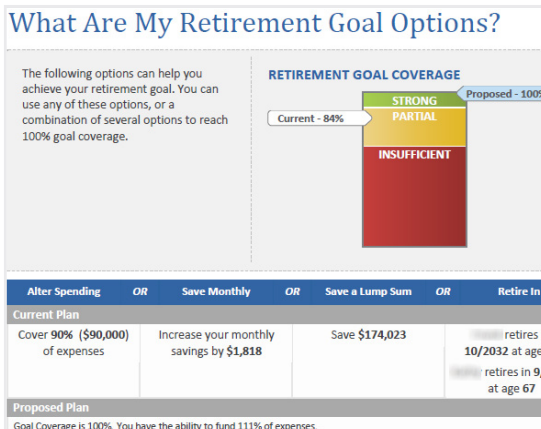 What Are My Retirement Goal Options?
The following options can help you
achieve your retirement goal. You can
use any of these options, or a
combination of several options to reach
100% goal coverage.
RETIREMENT GOAL COVERAGE
STRONG
Proposed - 100%
Current - 84%
PARTIAL
INSUFFICIENT
Alter Spending OR Save Monthly OR Save a Lump Sum OR Retire In
Current Plan
Cover 90% ($90,000)
of expenses
Increase your monthly
savings by $1,818
Save $174,023
retires
10/2032 at age
retires in 9/
at age 67
Proposed Plan
Goal Coverage is 100%. You have the ability to fund 111% of expenses.